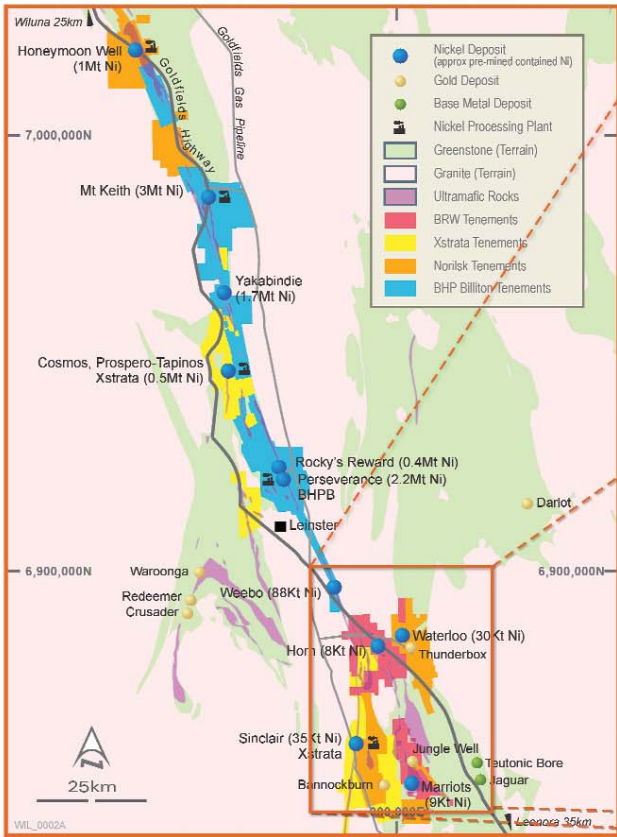 Wiluna 25km
Honeymoon Well
(1Mt Ni)
Goldfields Highway
Goldfields Gas Pipeline
7,000,000N
Mt Keith (3Mt Ni)
Yakabindie
(1.7Mt Ni)
Cosmos, Prospero-Tapinos
Xstrata (0.5Mt Ni)
Rocky's Reward (0.4Mt Ni)
Perseverance (2.2Mt Ni)
BHPB
Leinster
Darlot
6,900,000N
6,900,000N
Waroonga
Weebo (88Kt Ni)
Redeemer
Crusader
Waterloo (30Kt Ni)
Horn (8Kt Ni)
Thunderbox
Sinclair (35Kt Ni)
Xstrata
Jungle Well
Teutonic Bore
Bannockburn
Marriots
(9Kt Ni)
Jaguar
25km
300,000E
Leonora 35km
WIL_0002A
Nickel Deposit
(approx pre-mined contained Ni)
Gold Deposit
Base Metal Deposit
Nickel Processing Plant
Greenstone (Terrain)
Granite (Terrain)
Ultramafic Rocks
BRW Tenements
Xstrata Tenements
Norilsk Tenements
BHP Billiton Tenements